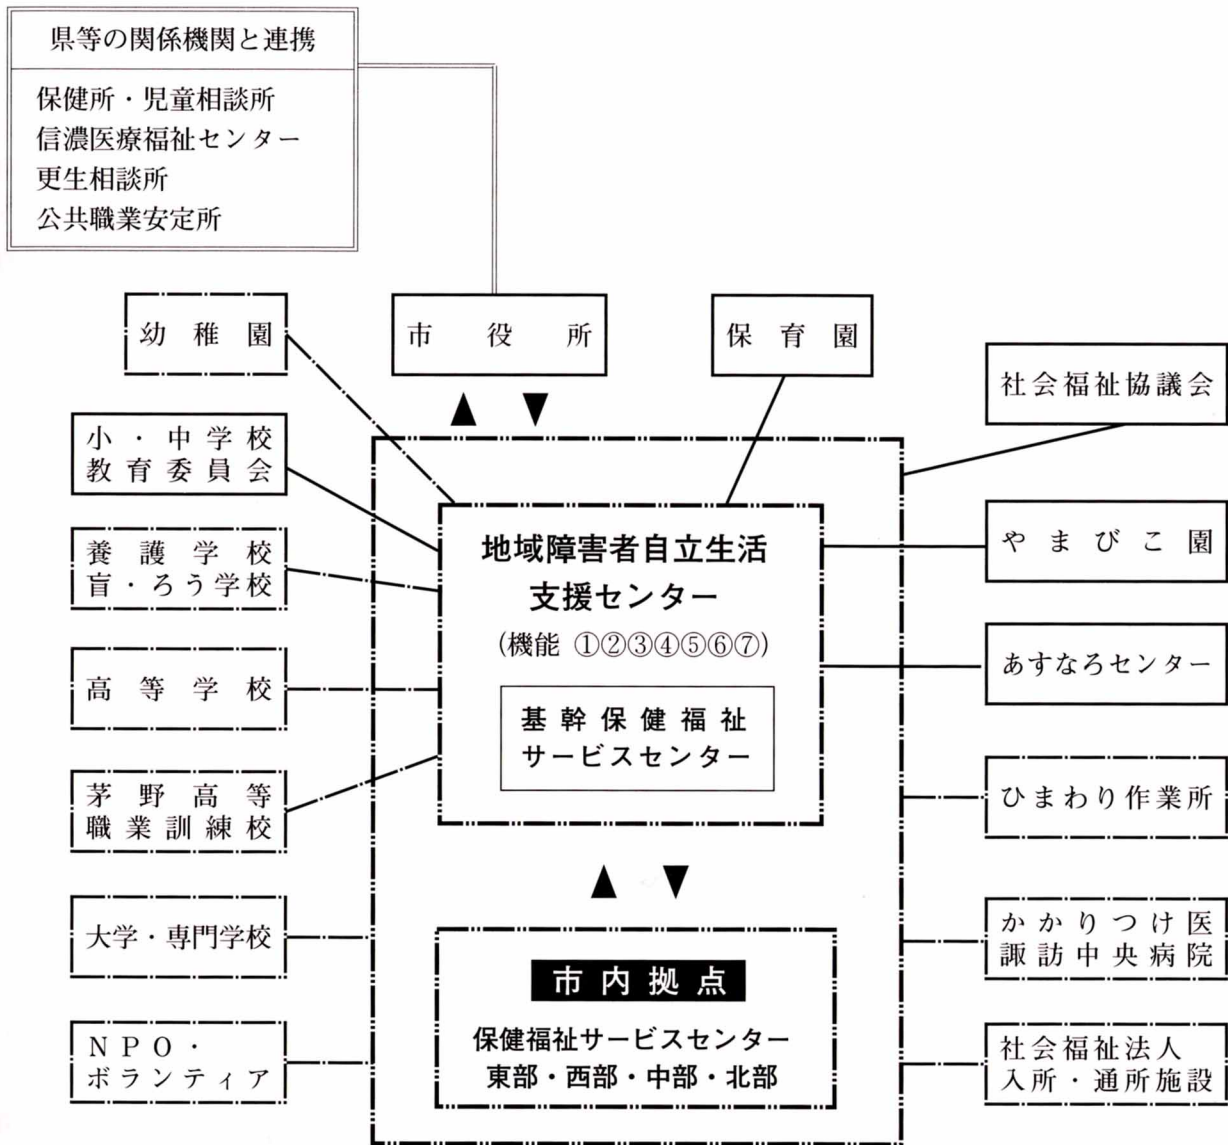 県等の関係機関と連携
保健所・児童相談所
信濃医療福祉センター
更生相談所
公共職業安定所
幼稚園
市役所
保育園
社会福祉協議会
小・中学校
教育委員会
養護学校
盲・ろう学校
高等学校
茅野高等
職業訓練校
大学・専門学校
NPO・
ボランティア
地域障害者自立生活
支援センター
(機能 ①②③④⑤⑥⑦)
基幹保健福祉
サービスセンター
市内拠点
保健福祉サービスセンター
東部・西部・中部・北部
やまびこ園
あすなろセンター
ひまわり作業所
かかりつけ医
諏訪中央病院
社会福祉法人
入所・通所施設